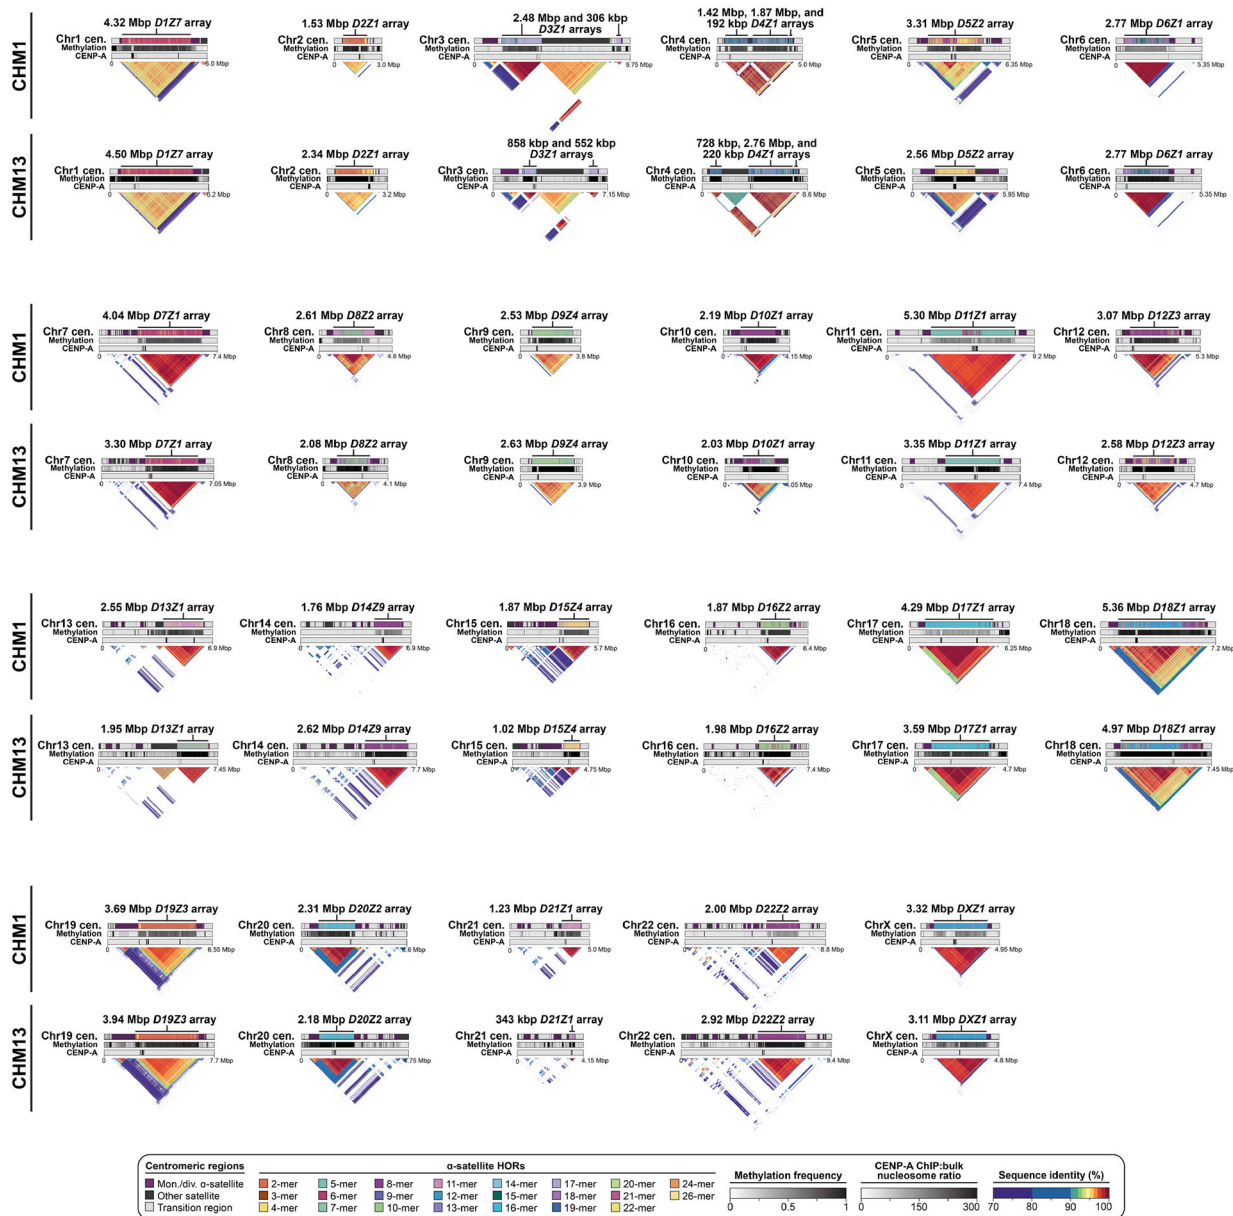 CHM1
4.32 Mbp D1Z7 array
1.53 Mbp D2Z1 array
2.48 Mbp and 306 kbp
D3Z1 arrays
1.42 Mbp, 1.87 Mbp, and
192 kbp D4Z1 arrays
3.31 Mbp D5Z2 array
2.77 Mbp D6Z1 array
Chr1 cen.
Methylation
CENP-A
0 6.0 Mbp
Chr2 cen.
Methylation
CENP-A
0 3.0 Mbp
Chr3 cen.
Methylation
CENP-A
0 9.75 Mbp
Chr4 cen.
Methylation
CENP-A
0 5.0 Mbp
Chr5 cen.
Methylation
CENP-A
0 6.35 Mbp
Chr6 cen.
Methylation
CENP-A
0 5.35 Mbp
CHM13
4.50 Mbp D1Z7 array
2.34 Mbp D2Z1 array
858 kbp and 552 kbp
D3Z1 arrays
728 kbp, 2.76 Mbp, and
220 kbp D4Z1 arrays
2.56 Mbp D5Z2 array
2.77 Mbp D6Z1 array
Chr1 cen.
Methylation
CENP-A
0 6.2 Mbp
Chr2 cen.
Methylation
CENP-A
0 3.2 Mbp
Chr3 cen.
Methylation
CENP-A
0 7.15 Mbp
Chr4 cen.
Methylation
CENP-A
0 6.6 Mbp
Chr5 cen.
Methylation
CENP-A
0 5.95 Mbp
Chr6 cen.
Methylation
CENP-A
0 5.35 Mbp
CHM1
4.04 Mbp D7Z1 array
2.61 Mbp D8Z2 array
2.53 Mbp D9Z4 array
2.19 Mbp D10Z1 array
5.30 Mbp D11Z1 array
3.07 Mbp D12Z3 array
Chr7 cen.
Methylation
CENP-A
0 7.4 Mbp
Chr8 cen.
Methylation
CENP-A
0 4.6 Mbp
Chr9 cen.
Methylation
CENP-A
0 3.8 Mbp
Chr10 cen.
Methylation
CENP-A
0 4.15 Mbp
Chr11 cen.
Methylation
CENP-A
0 9.2 Mbp
Chr12 cen.
Methylation
CENP-A
0 5.3 Mbp
CHM13
3.30 Mbp D7Z1 array
2.08 Mbp D8Z2 array
2.63 Mbp D9Z4 array
2.03 Mbp D10Z1 array
3.35 Mbp D11Z1 array
2.58 Mbp D12Z3 array
Chr7 cen.
Methylation
CENP-A
0 7.05 Mbp
Chr8 cen.
Methylation
CENP-A
0 4.1 Mbp
Chr9 cen.
Methylation
CENP-A
0 3.9 Mbp
Chr10 cen.
Methylation
CENP-A
0 Mbp
Chr11 cen.
Methylation
CENP-A
0 7.4 Mbp
Chr12 cen.
Methylation
CENP-A
0 4.7 Mbp
CHM1
2.55 Mbp D13Z1 array
1.76 Mbp D14Z9 array
1.87 Mbp D15Z4 array
1.87 Mbp D16Z2 array
4.29 Mbp D17Z1 array
5.36 Mbp D18Z1 array
Chr13 cen.
Methylation
CENP-A
0 6.9 Mbp
Chr14 cen.
Methylation
CENP-A
0 6.9 Mbp
Chr15 cen.
Methylation
CENP-A
0 5.7 Mbp
Chr16 cen.
Methylation
CENP-A
0 6.4 Mbp
Chr17 cen.
Methylation
CENP-A
0 6.25 Mbp
Chr18 cen.
Methylation
CENP-A
0 7.2 Mbp
CHM13
1.95 Mbp D13Z1 array
2.62 Mbp D14Z9 array
1.02 Mbp D15Z4 array
1.98 Mbp D16Z2 array
3.59 Mbp D17Z1 array
4.97 Mbp D18Z1 array
Chr13 cen.
Methylation
CENP-A
0 7.45 Mbp
Chr14 cen.
Methylation
CENP-A
0 7.7 Mbp
Chr15 cen.
Methylation
CENP-A
0 4.75 Mbp
Chr16 cen.
Methylation
CENP-A
0 7.4 Mbp
Chr17 cen.
Methylation
CENP-A
0 4.7 Mbp
Chr18 cen.
Methylation
CENP-A
0 7.45 Mbp
CHM1
3.69 Mbp D19Z3 array
2.31 Mbp D20Z2 array
1.23 Mbp D21Z1 array
2.00 Mbp D22Z2 array
3.32 Mbp DXZ1 array
Chr19 cen.
Methylation
CENP-A
0 6.55 Mbp
Chr20 cen.
Methylation
CENP-A
0 Mbp
Chr21 cen.
Methylation
CENP-A
0 5.0 Mbp
Chr22 cen.
Methylation
CENP-A
0 8.8 Mbp
ChrX cen.
Methylation
CENP-A
0 4.95 Mbp
CHM13
3.94 Mbp D19Z3 array
2.18 Mbp D20Z2 array
343 kbp D21Z1 array
2.92 Mbp D22Z2 array
3.11 Mbp DXZ1 array
Chr19 cen.
Methylation
CENP-A
0 7.7 Mbp
Chr20 cen.
Methylation
CENP-A
0 Mbp
Chr21 cen.
Methylation
CENP-A
0 4.15 Mbp
Chr22 cen.
Methylation
CENP-A
0 9.4 Mbp
ChrX cen.
Methylation
CENP-A
0 4.8 Mbp
Centromeric regions
Mon./div. α-satellite
Other satellite
Transition region
α-satellite HORs
2-mer 5-mer 8-mer 11-mer 14-mer 17-mer 20-mer 24-mer
3-mer 6-mer 9-mer 12-mer 15-mer 18-mer 21-mer 26-mer
4-mer 7-mer 10-mer 13-mer 16-mer 19-mer 22-mer
Methylation frequency
0 0.5 1
CENP-A ChIP:bulk
nucleosome ratio
0 150 300
Sequence identity (%)
70 80 90 100